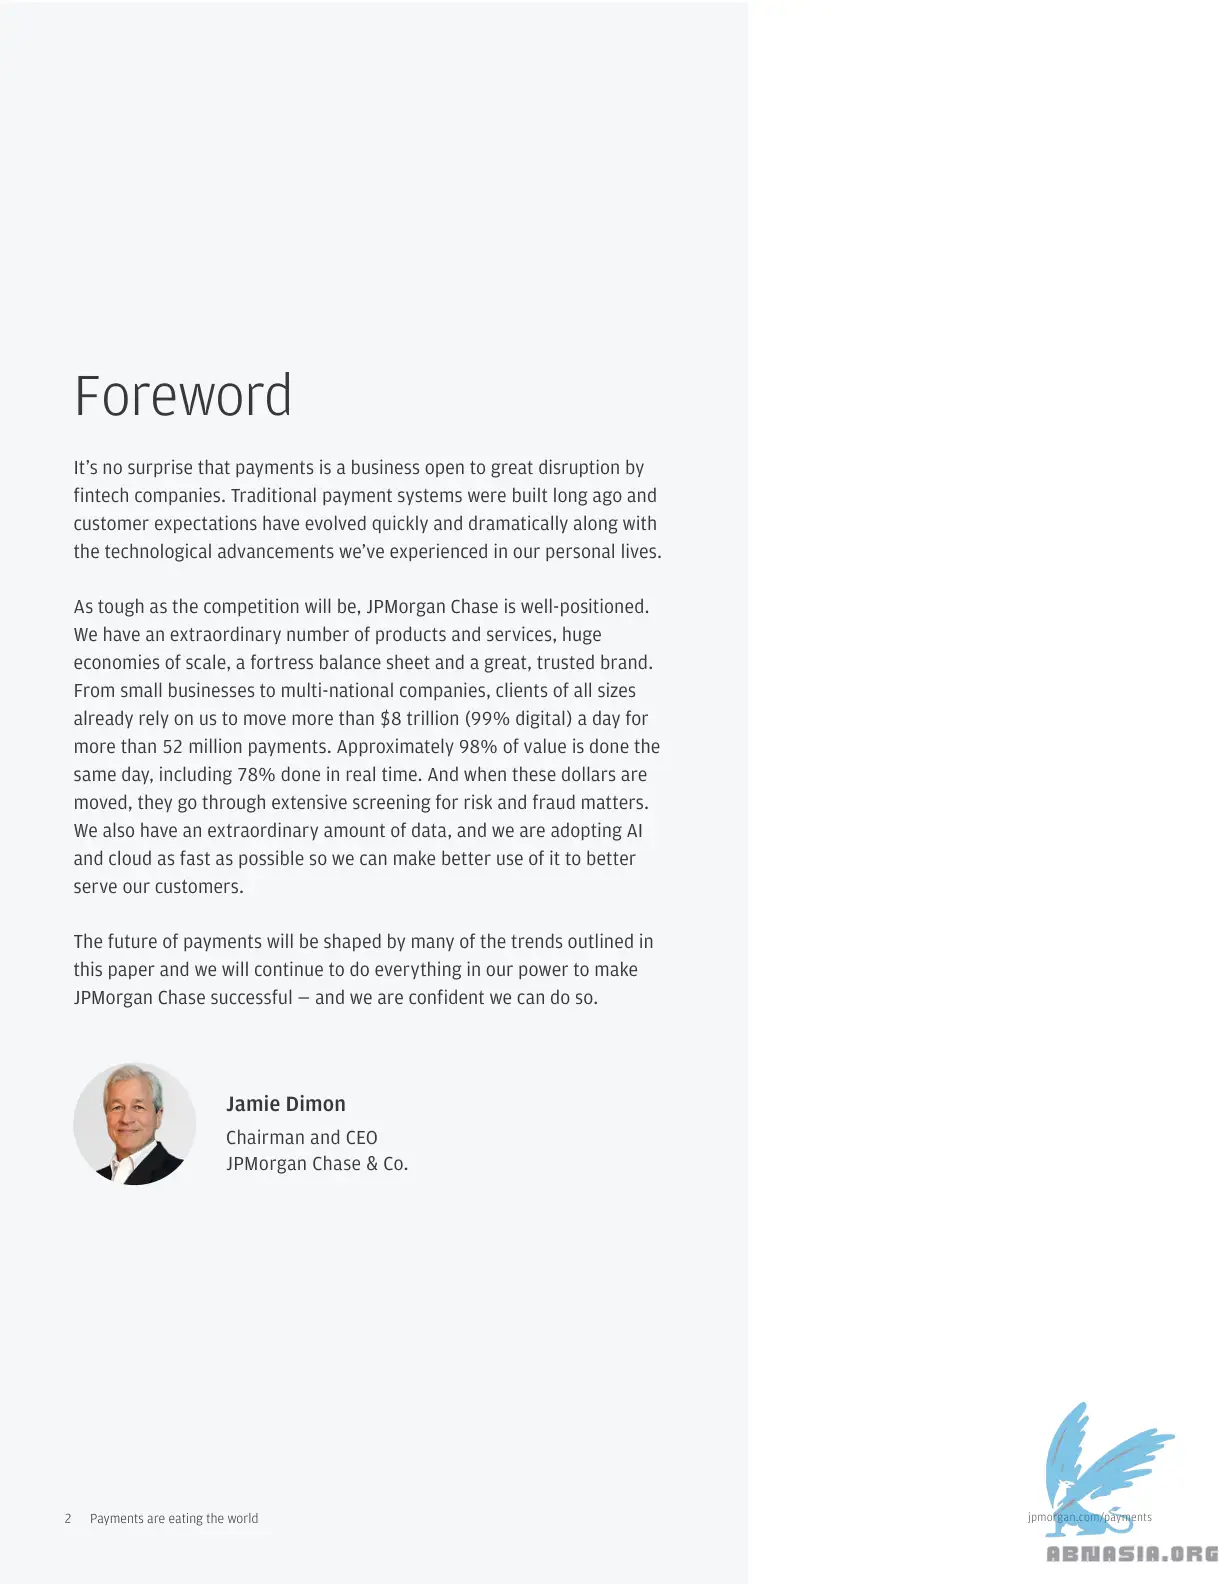 Foreword
It’s no surprise that payments is a business open to great disruption by
fintech companies. Traditional payment systems were built long ago and
customer expectations have evolved quickly and dramatically along with
the technological advancements we’ve experienced in our personal lives.
As tough as the competition will be, JPMorgan Chase is well-positioned.
We have an extraordinary number of products and services, huge
economies of scale, a fortress balance sheet and a great, trusted brand.
From small businesses to multi-national companies, clients of all sizes
already rely on us to move more than $8 trillion (99% digital) a day for
more than 52 million payments. Approximately 98% of value is done the
same day, including 78% done in real time. And when these dollars are
moved, they go through extensive screening for risk and fraud matters.
We also have an extraordinary amount of data, and we are adopting AI
and cloud as fast as possible so we can make better use of it to better
serve our customers.
The future of payments will be shaped by many of the trends outlined in
this paper and we will continue to do everything in our power to make
JPMorgan Chase successful — and we are confident we can do so.
Jamie Dimon
Chairman and CEO
JPMorgan Chase & Co.
2 Payments are eating the world
jpmorgan.com/payments
ABNASIA.ORG